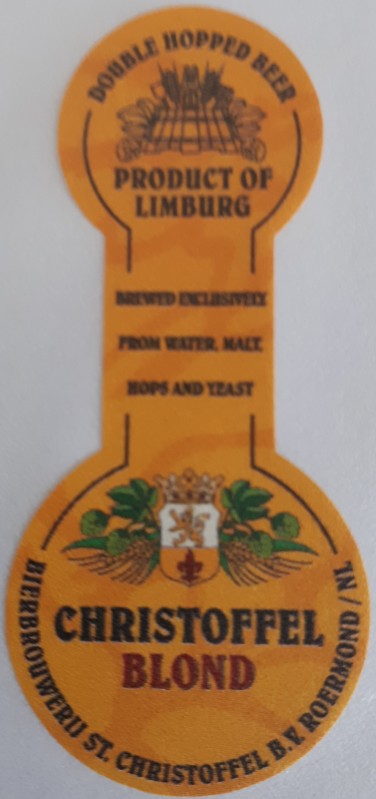 DOUBLE HOPPED BEER
PRODUCT OF
LIMBURG
BREWED EXCLUSIVELY
FROM WATER, MALT,
HOPS AND YEAST
CHRISTOFFEL
BLOND
BIERBROUWERIJ ST. CHRISTOFFEL B.V. ROERMOND / NL